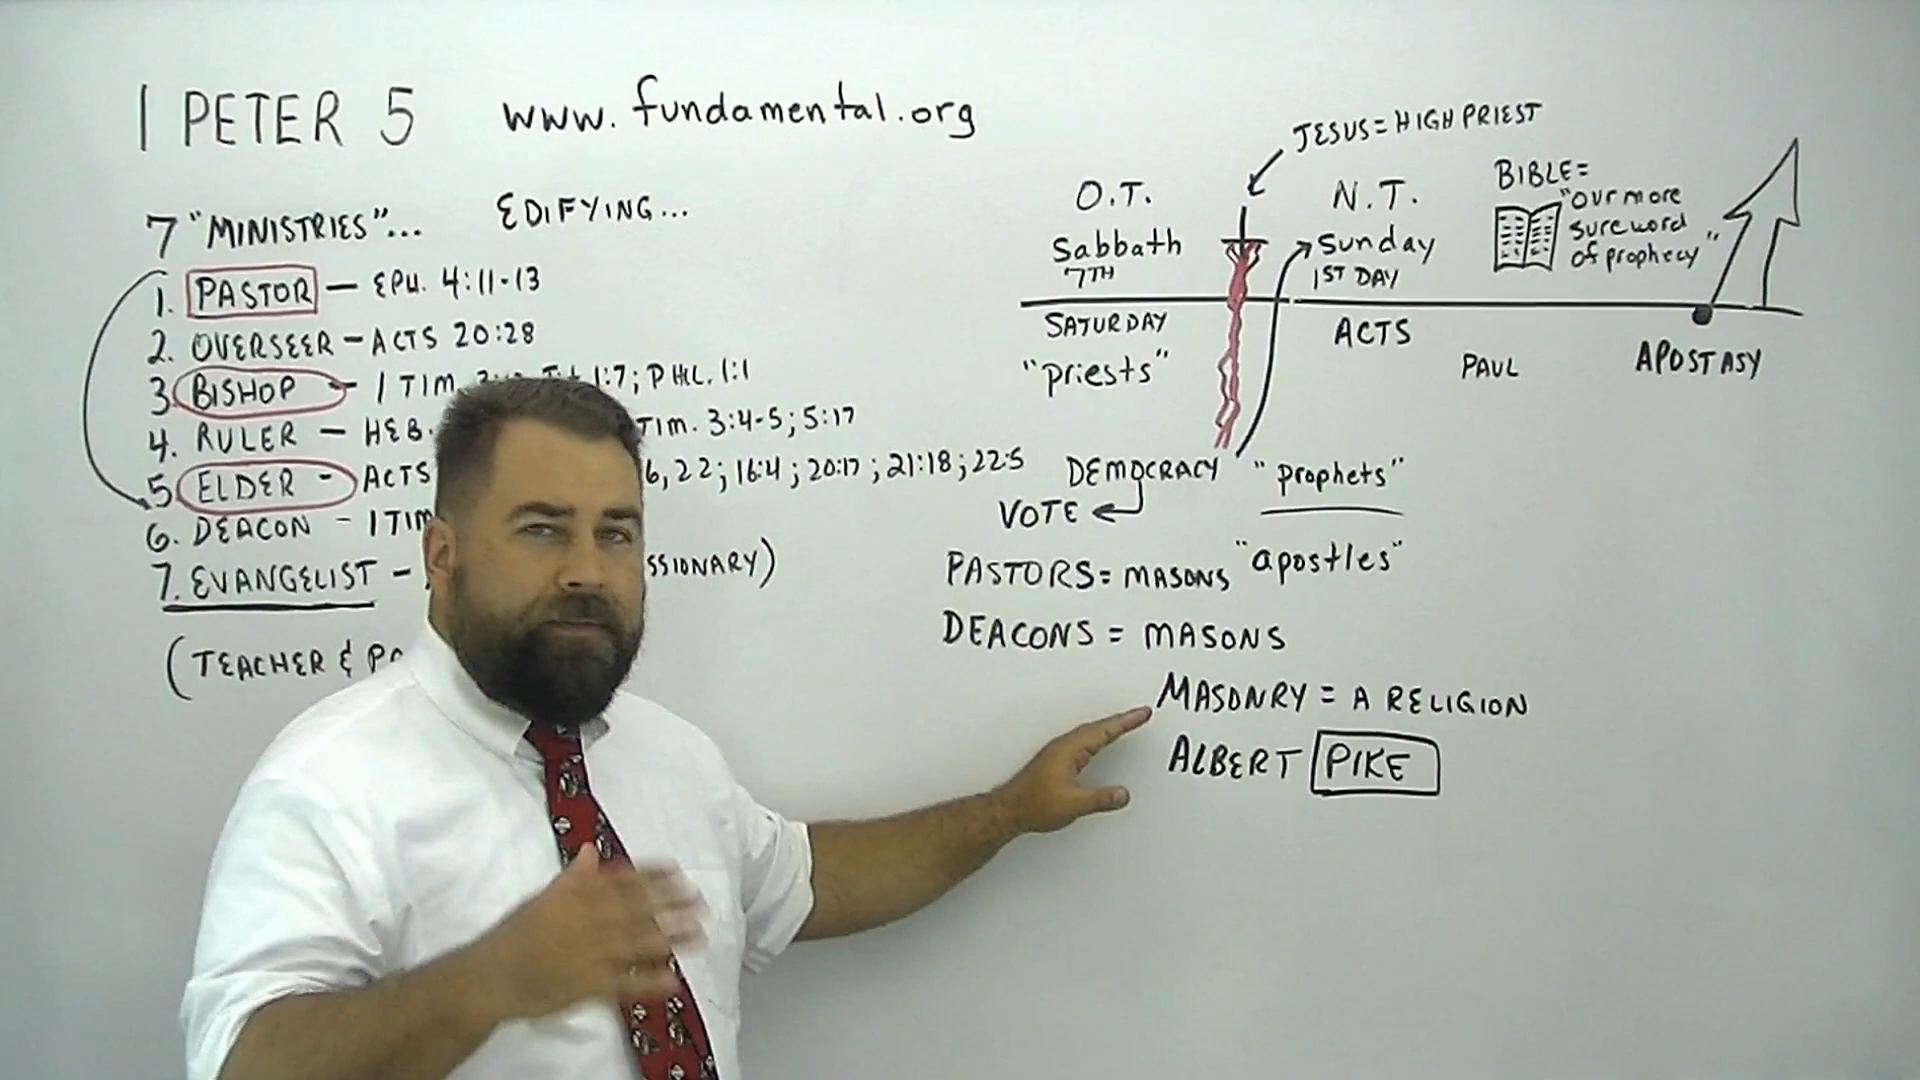 1 PETER 5
www.fundamental.org
7 "MINISTRIES"...
EDIFYING...
1. PASTOR - EPH. 4:11-13
2. OVERSEER - ACTS 20:28
3. BISHOP - 1 TIM. 1:7; PHIL. 1:1
4. RULER - HEB. TIM. 3:4-5; 5:17
5. ELDER - ACTS 6, 22; 16:4; 20:17; 21:18; 22:5
6. DEACON - 1 TIM
7. EVANGELIST - SSIONARY)
(TEACHER & 
JESUS = HIGH PRIEST
O.T.
Sabbath
7TH
SATURDAY
"priests"
N.T.
Sunday
1ST DAY
ACTS
PAUL
BIBLE =
"our more
sure word
of prophecy"
APOSTASY
DEMOCRACY
VOTE
"prophets"
"apostles"
PASTORS = MASONS
DEACONS = MASONS
MASONRY = A RELIGION
ALBERT PIKE